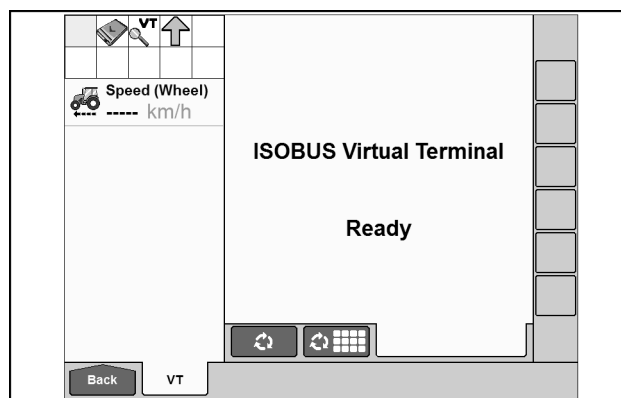 VT
Speed (Wheel)
----- km/h
ISOBUS Virtual Terminal
Ready
Back
VT